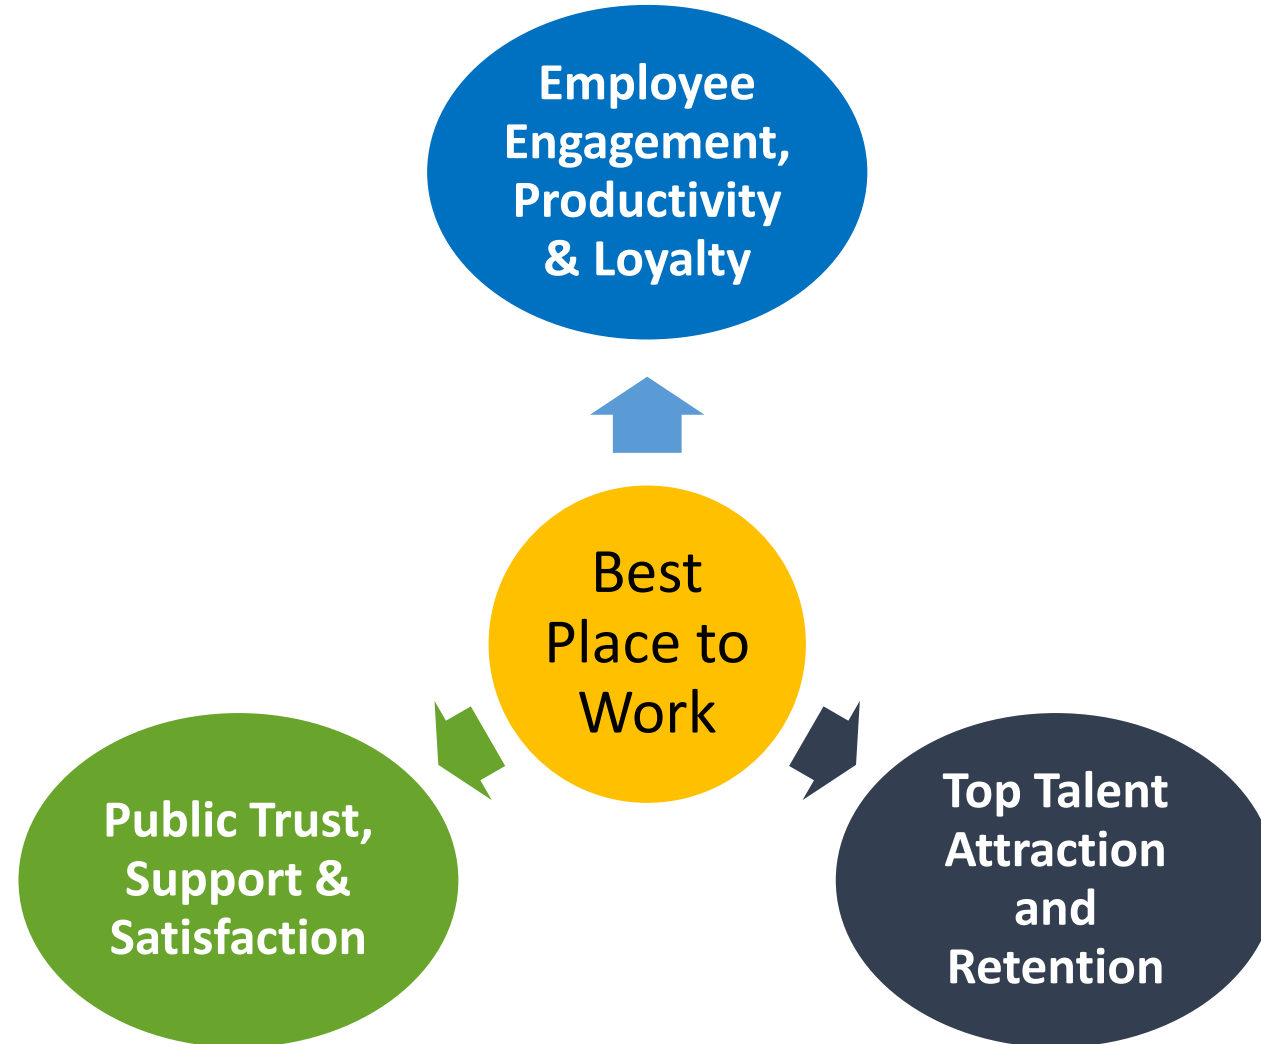 Employee
Engagement,
Productivity
& Loyalty
Best
Place to
Work
Public Trust,
Support &
Satisfaction
Top Talent
Attraction
and
Retention